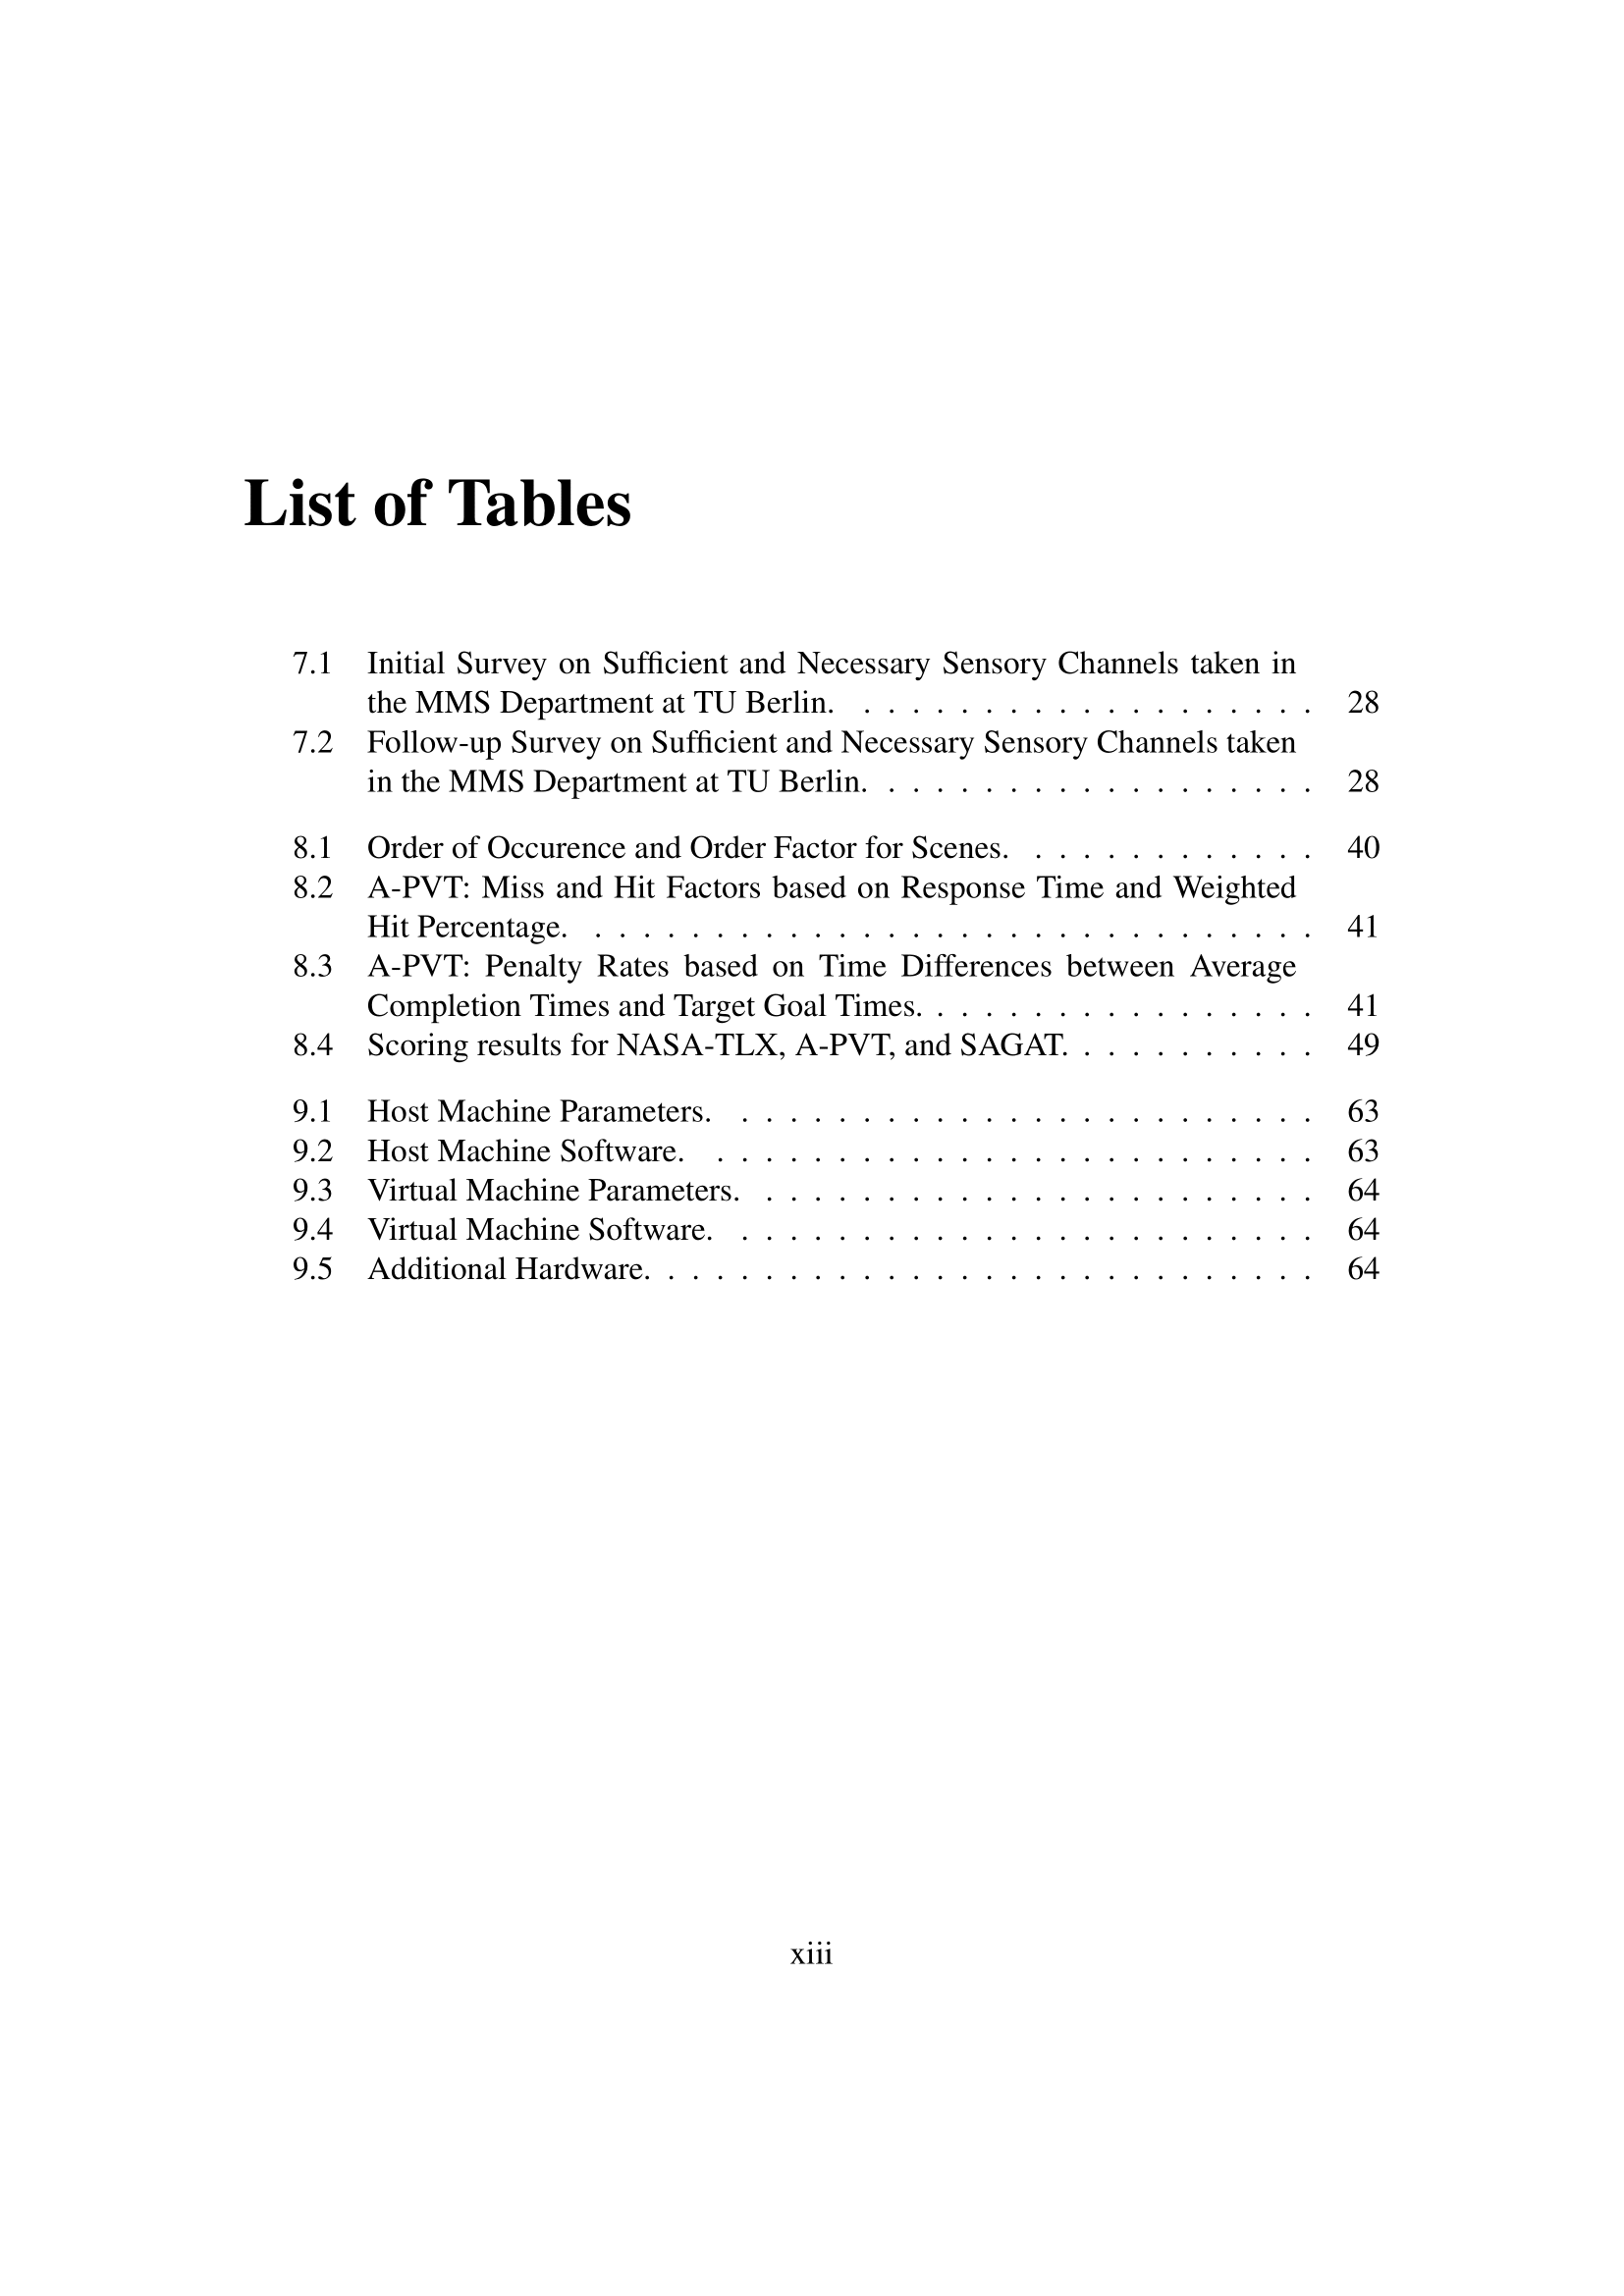 List of Tables
7.1 Initial Survey on Sufficient and Necessary Sensory Channels taken in
the MMS Department at TU Berlin. . . . . . . . . . . . . . . . . . . . 28
7.2 Follow-up Survey on Sufficient and Necessary Sensory Channels taken
in the MMS Department at TU Berlin. . . . . . . . . . . . . . . . . . . 28
8.1 Order of Occurence and Order Factor for Scenes. . . . . . . . . . . . . 40
8.2 A-PVT: Miss and Hit Factors based on Response Time and Weighted
Hit Percentage. . . . . . . . . . . . . . . . . . . . . . . . . . . . . . . 41
8.3 A-PVT: Penalty Rates based on Time Differences between Average
Completion Times and Target Goal Times. . . . . . . . . . . . . . . . . 41
8.4 Scoring results for NASA-TLX, A-PVT, and SAGAT. . . . . . . . . . . 49
9.1 Host Machine Parameters. . . . . . . . . . . . . . . . . . . . . . . . . 63
9.2 Host Machine Software. . . . . . . . . . . . . . . . . . . . . . . . . . 63
9.3 Virtual Machine Parameters. . . . . . . . . . . . . . . . . . . . . . . . 64
9.4 Virtual Machine Software. . . . . . . . . . . . . . . . . . . . . . . . . 64
9.5 Additional Hardware. . . . . . . . . . . . . . . . . . . . . . . . . . . . 64
xiii